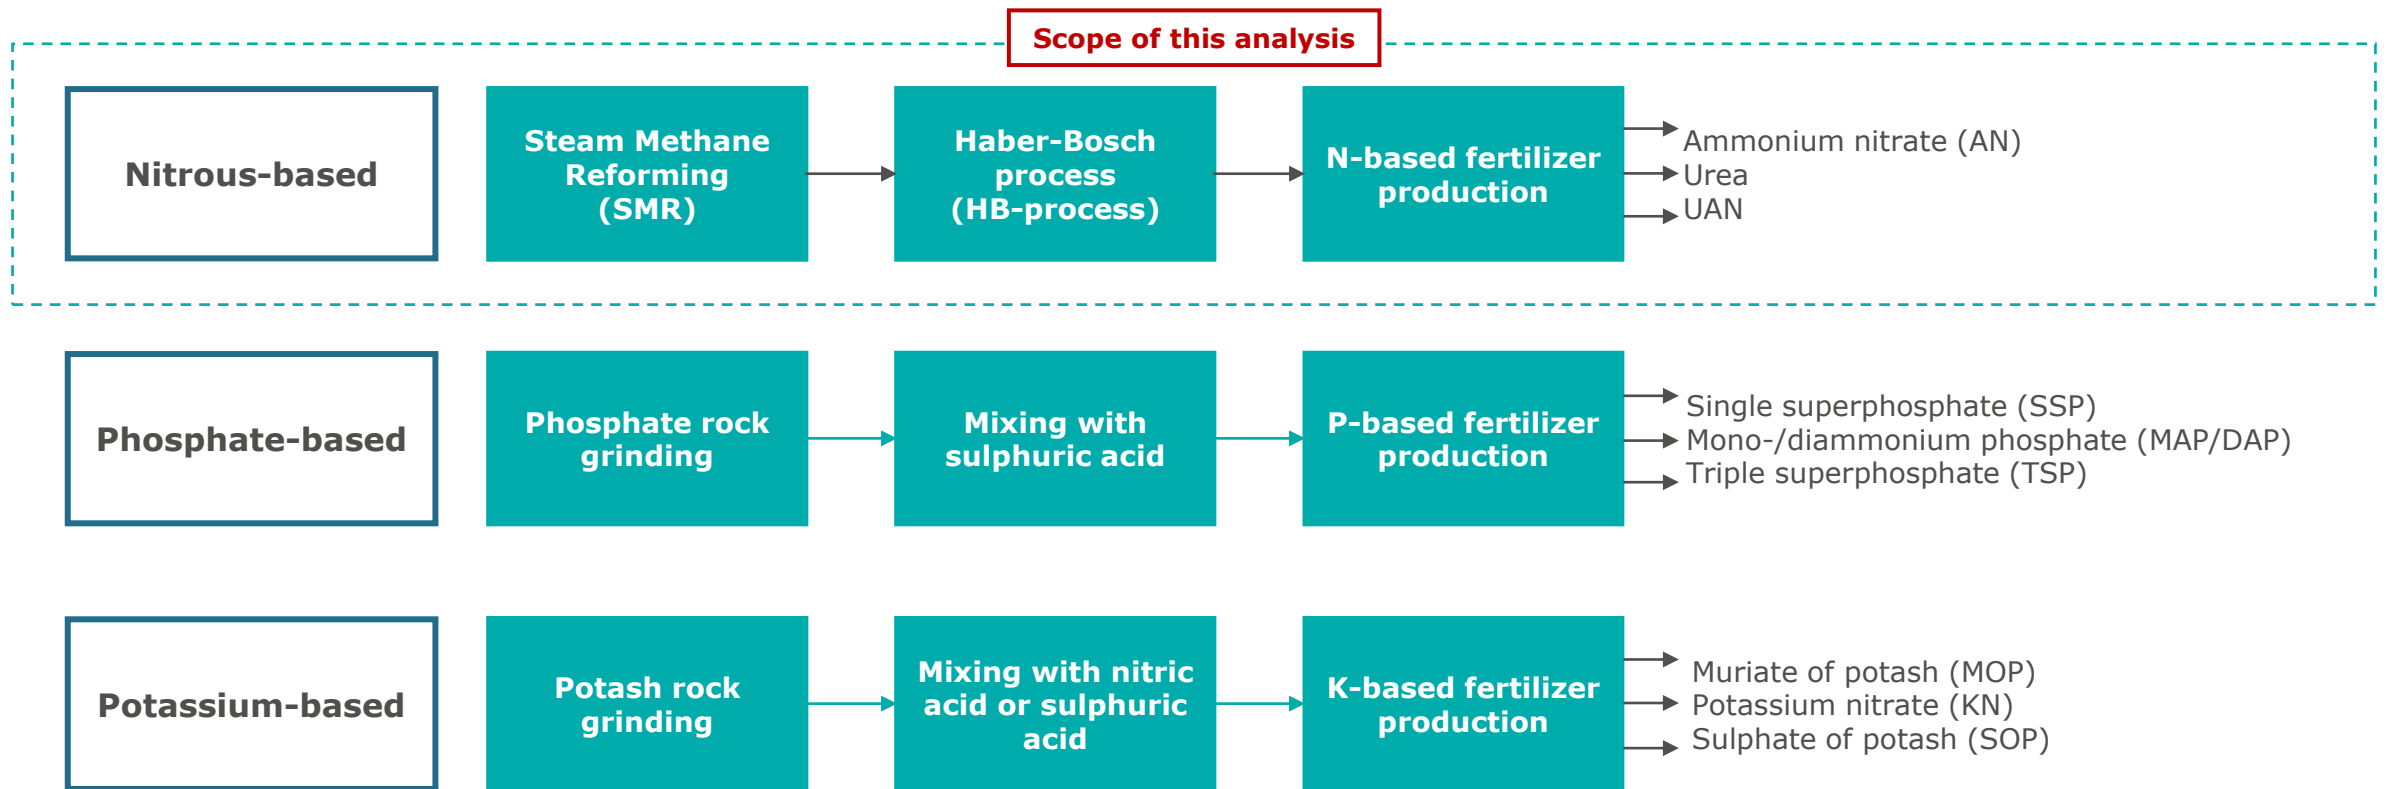 Scope of this analysis
Nitrous-based
Steam Methane
Reforming
(SMR)
Haber-Bosch
process
(HB-process)
N-based fertilizer
production
Ammonium nitrate (AN)
Urea
UAN
Phosphate-based
Phosphate rock
grinding
Mixing with
sulphuric acid
P-based fertilizer
production
Single superphosphate (SSP)
Mono-/diammonium phosphate (MAP/DAP)
Triple superphosphate (TSP)
Potassium-based
Potash rock
grinding
Mixing with nitric
acid or sulphuric
acid
K-based fertilizer
production
Muriate of potash (MOP)
Potassium nitrate (KN)
Sulphate of potash (SOP)